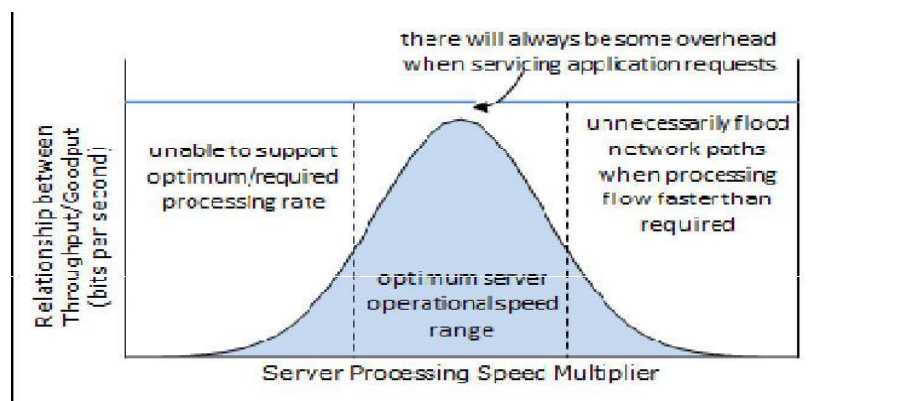 there will always be some overhead
when servicing application requests
unable to support
optimum/required
processing rate
unnecessarily flood
network paths
when processing
flow faster than
required
optimum server
operational speed
range
Relationship between
Throughput/Goodput
(bits per second)
Server Processing Speed Multiplier